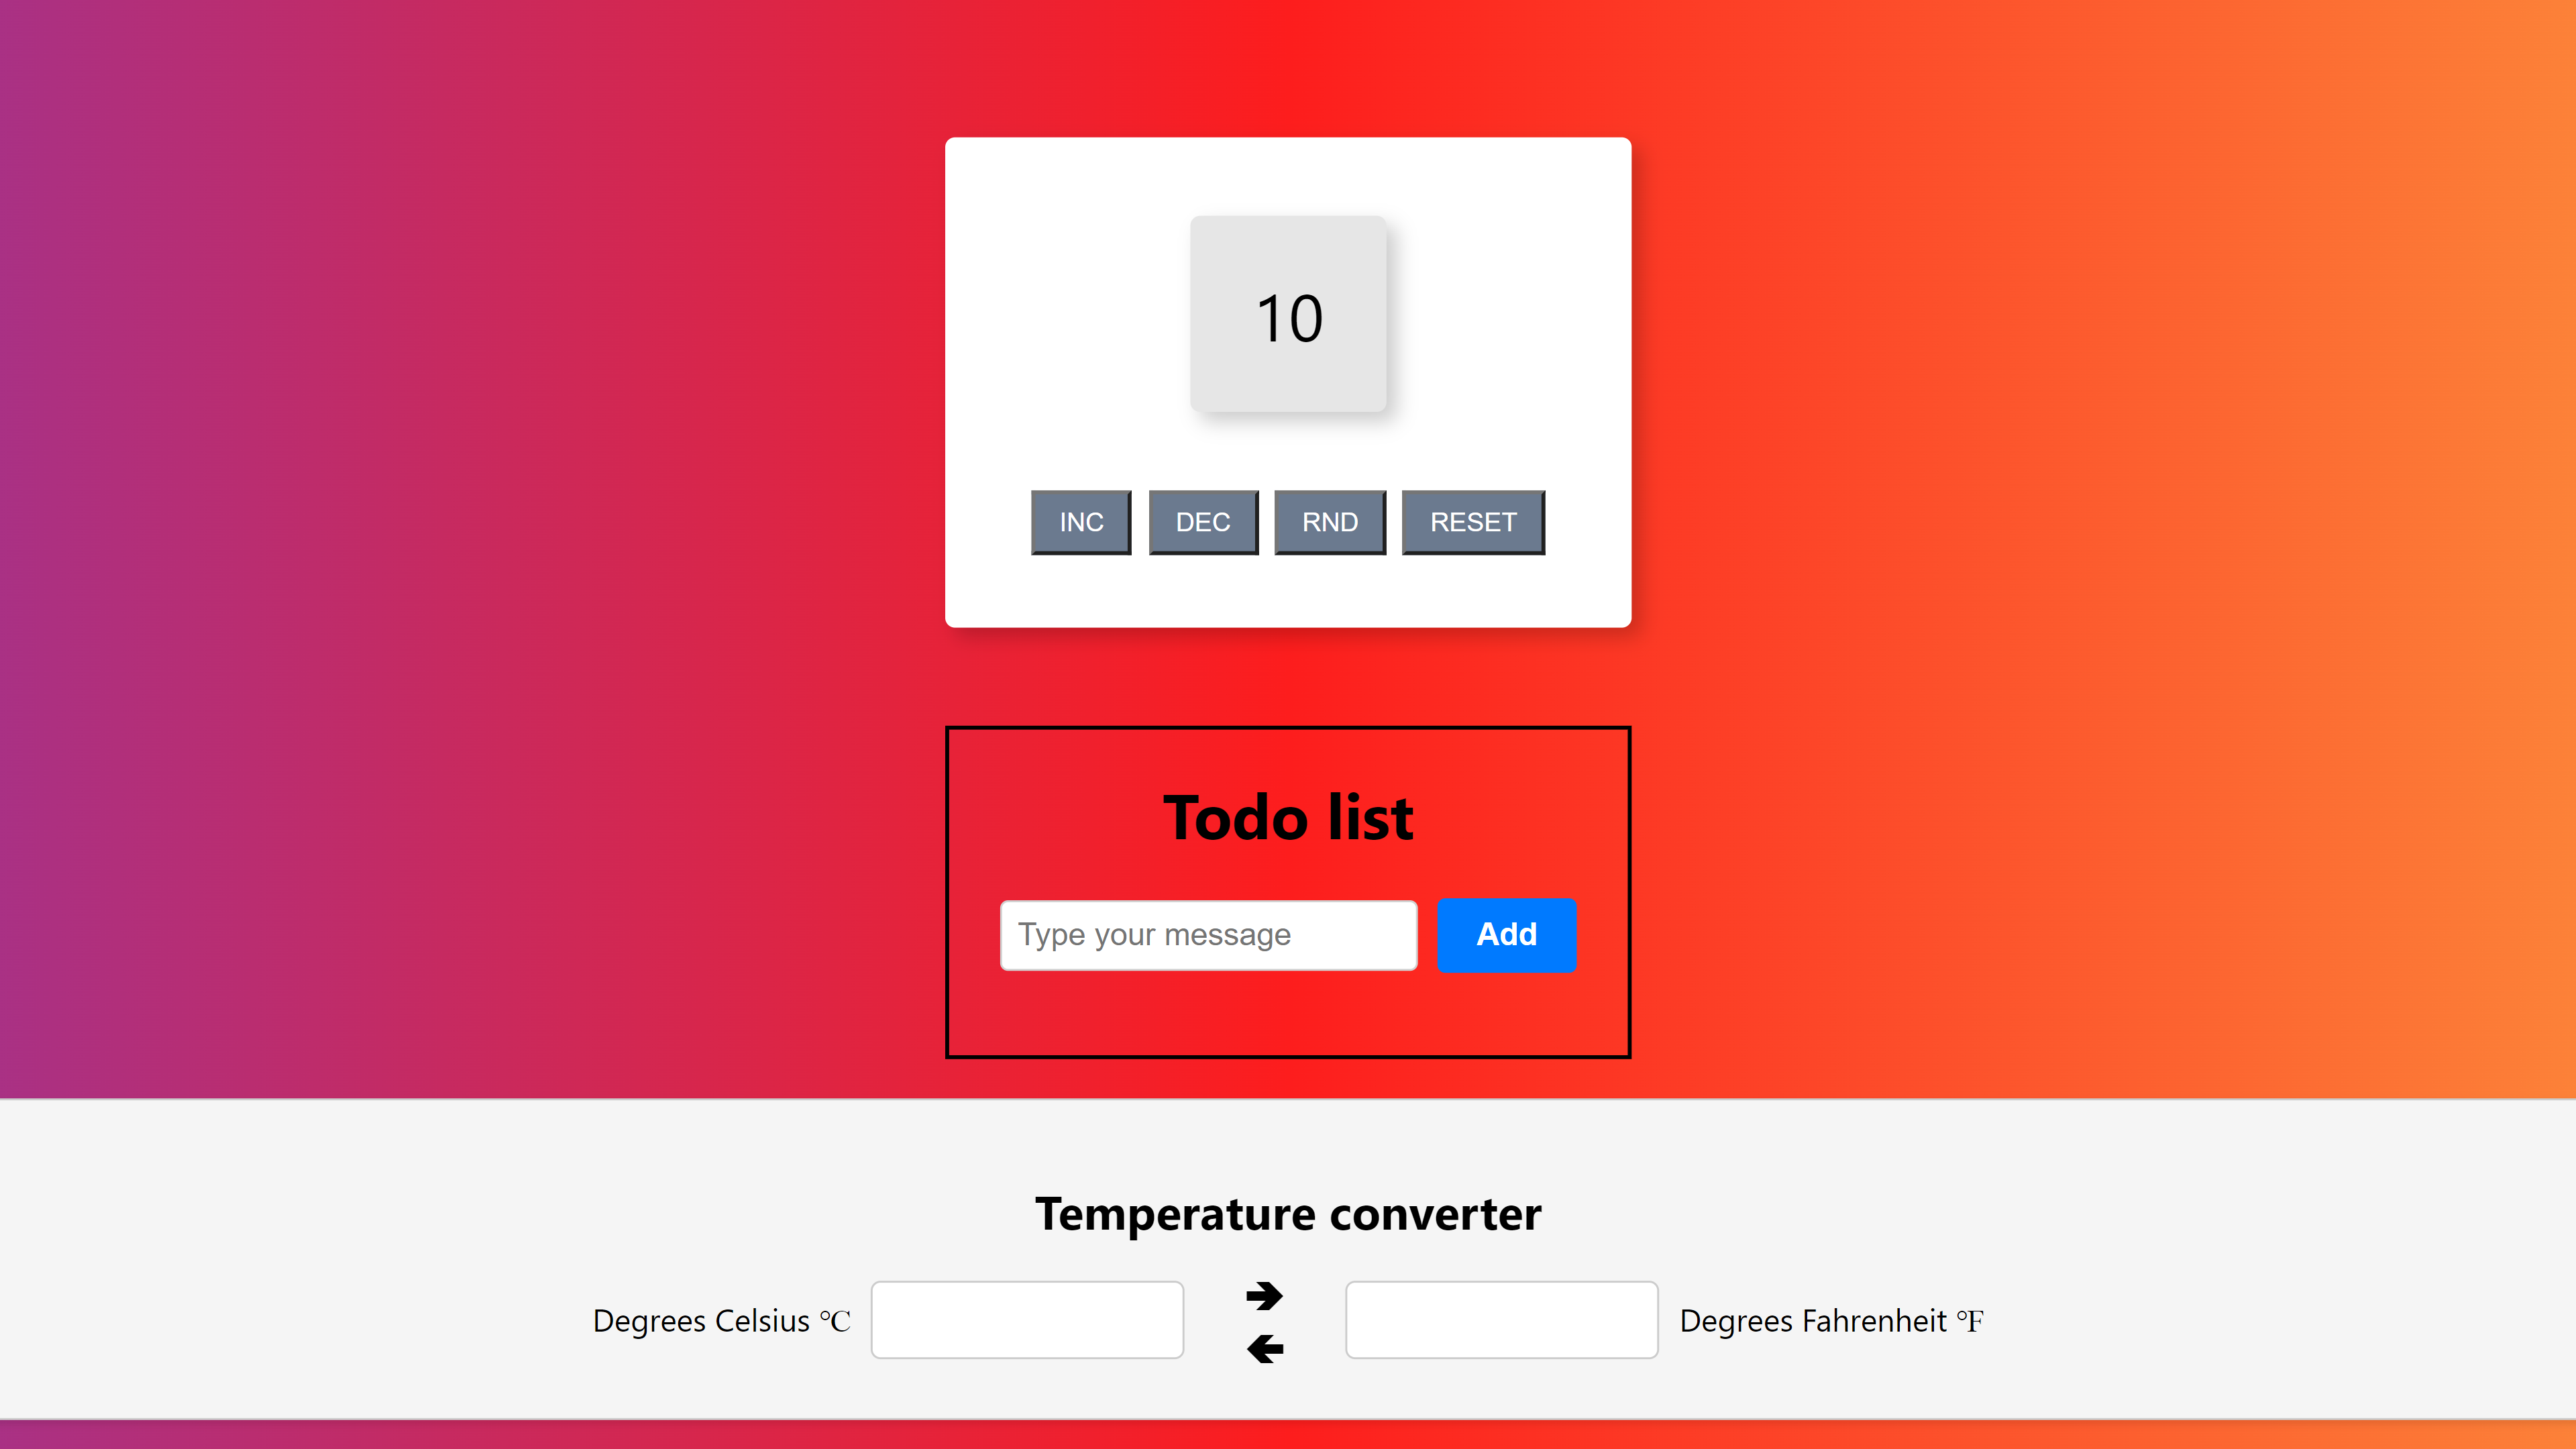 10
INC DEC RND RESET
Todo list
Type your message Add
Temperature converter
Degrees Celsius ℃ Degrees Fahrenheit ℉